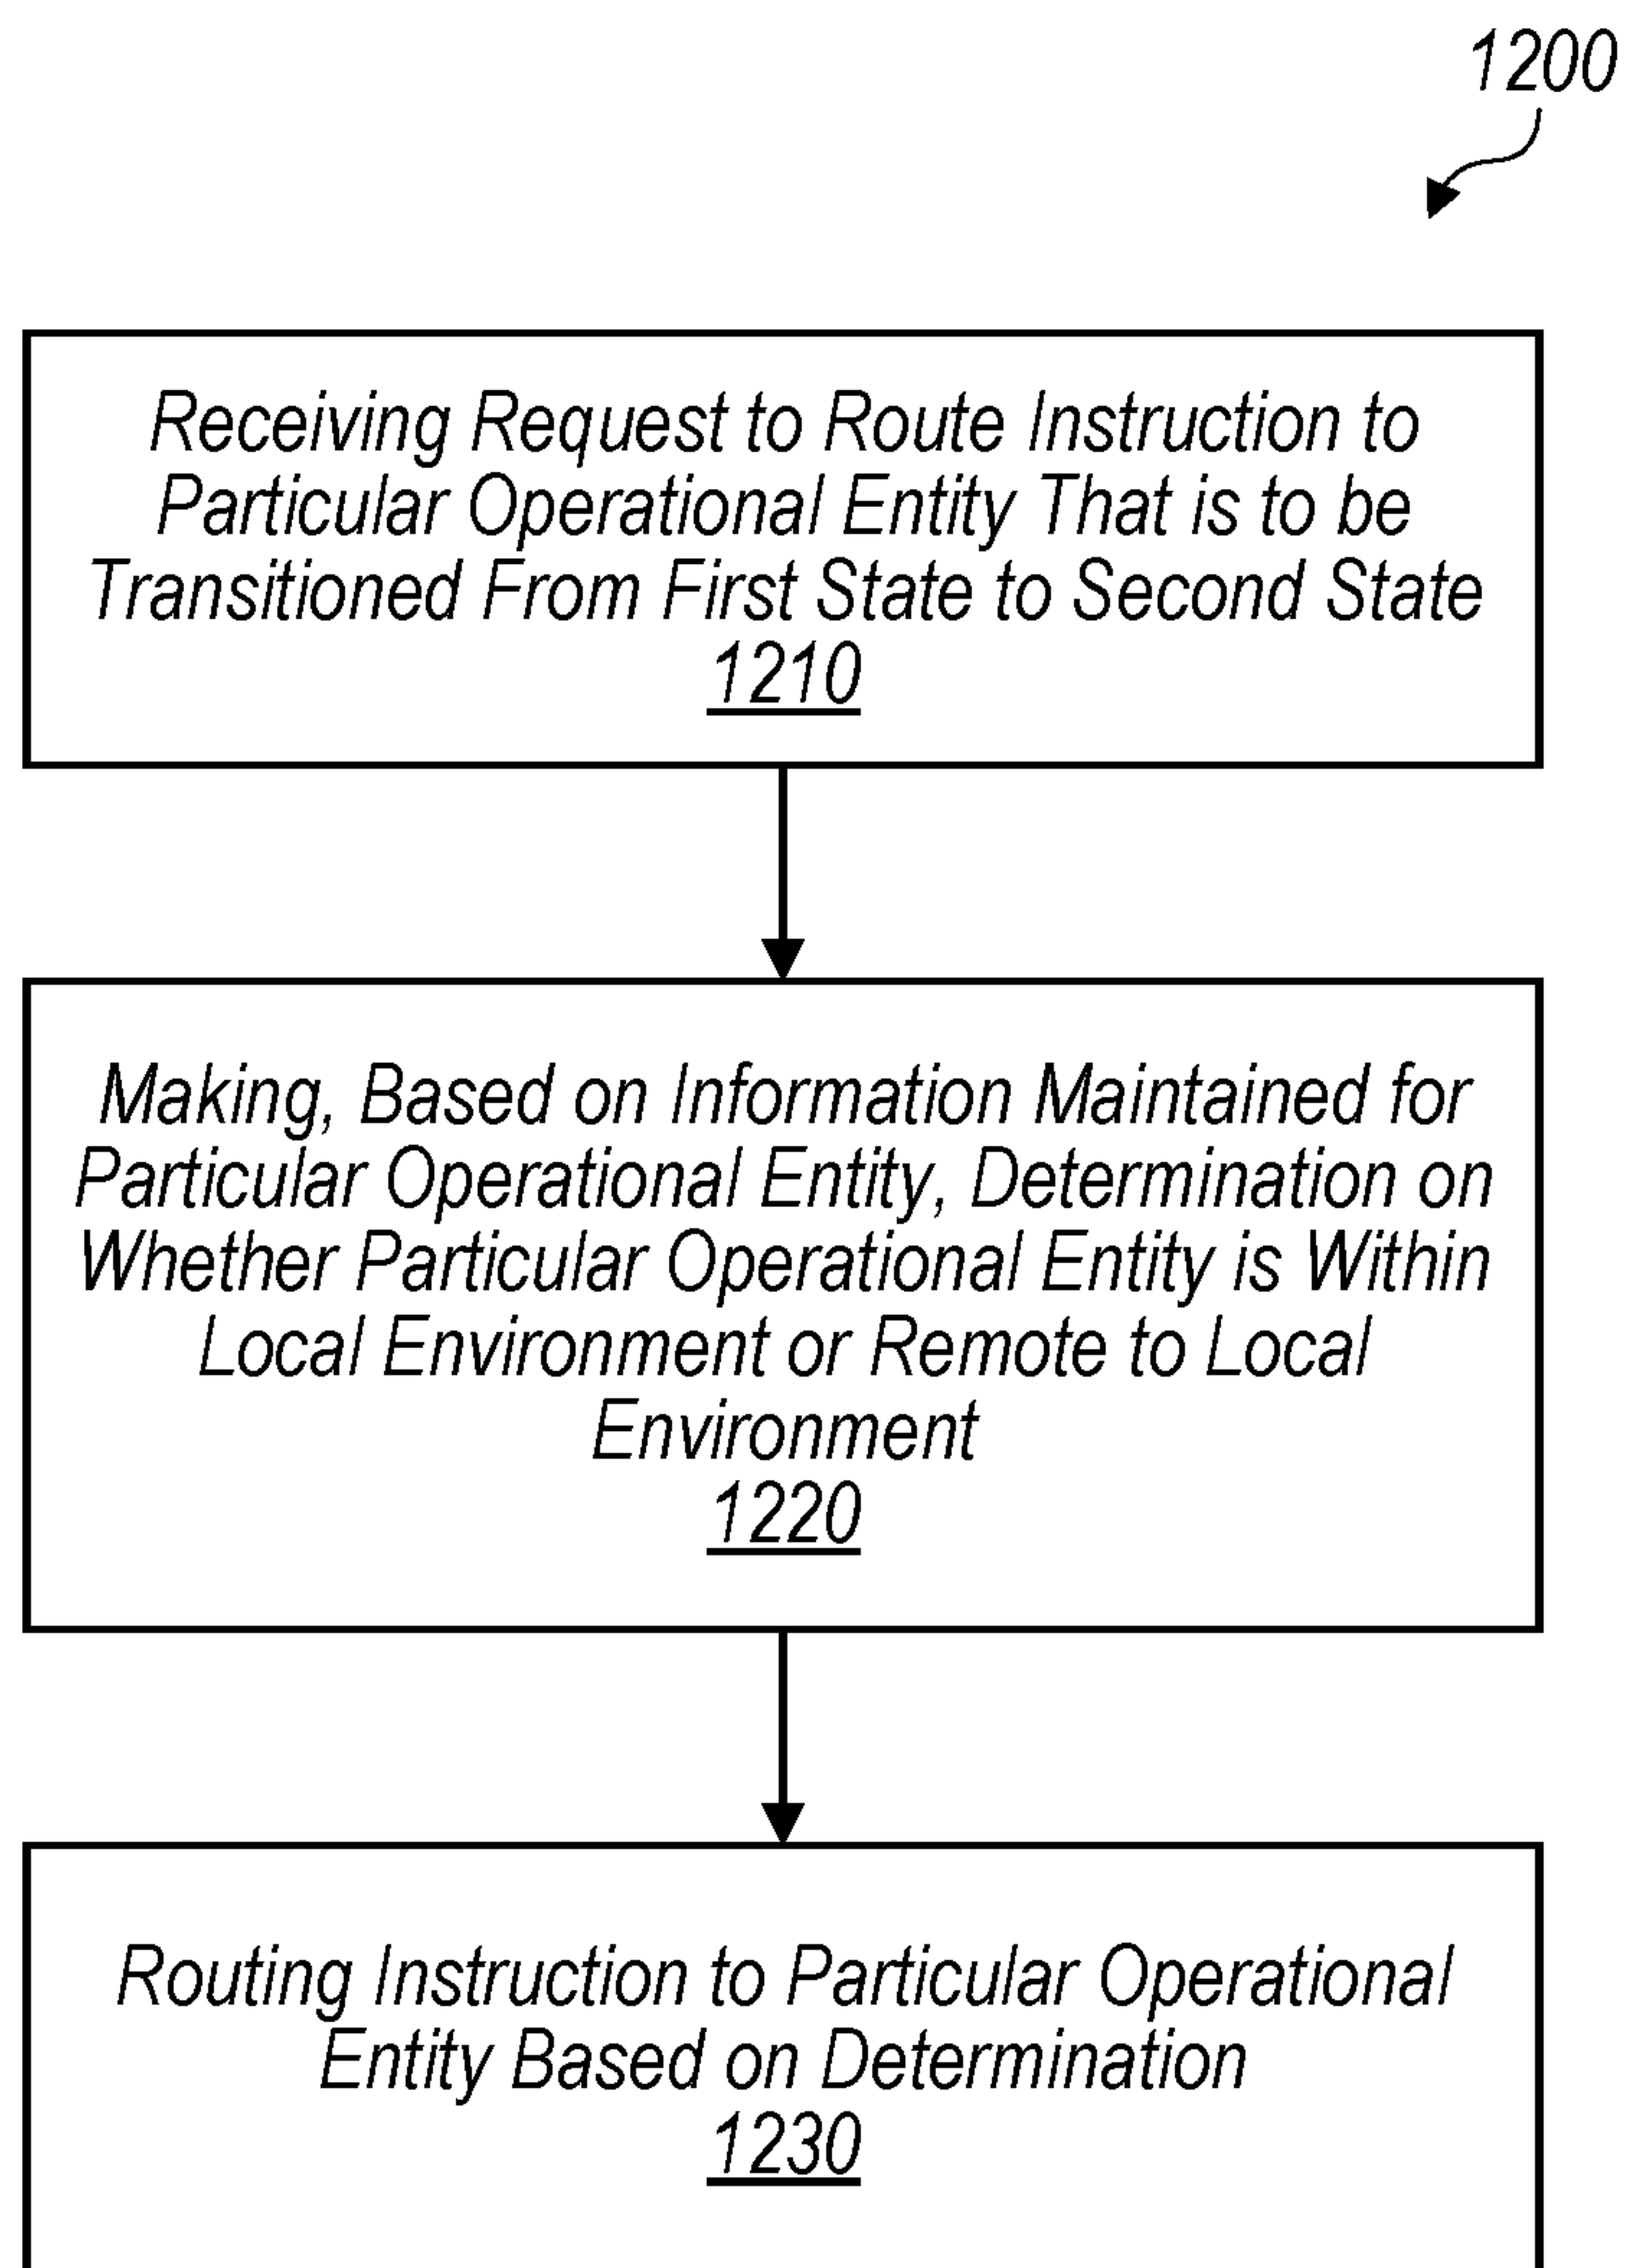 1200
Receiving Request to Route Instruction to
Particular Operational Entity That is to be
Transitioned From First State to Second State
1210
Making, Based on Information Maintained for
Particular Operational Entity, Determination on
Whether Particular Operational Entity is Within
Local Environment or Remote to Local
Environment
1220
Routing Instruction to Particular Operational
Entity Based on Determination
1230